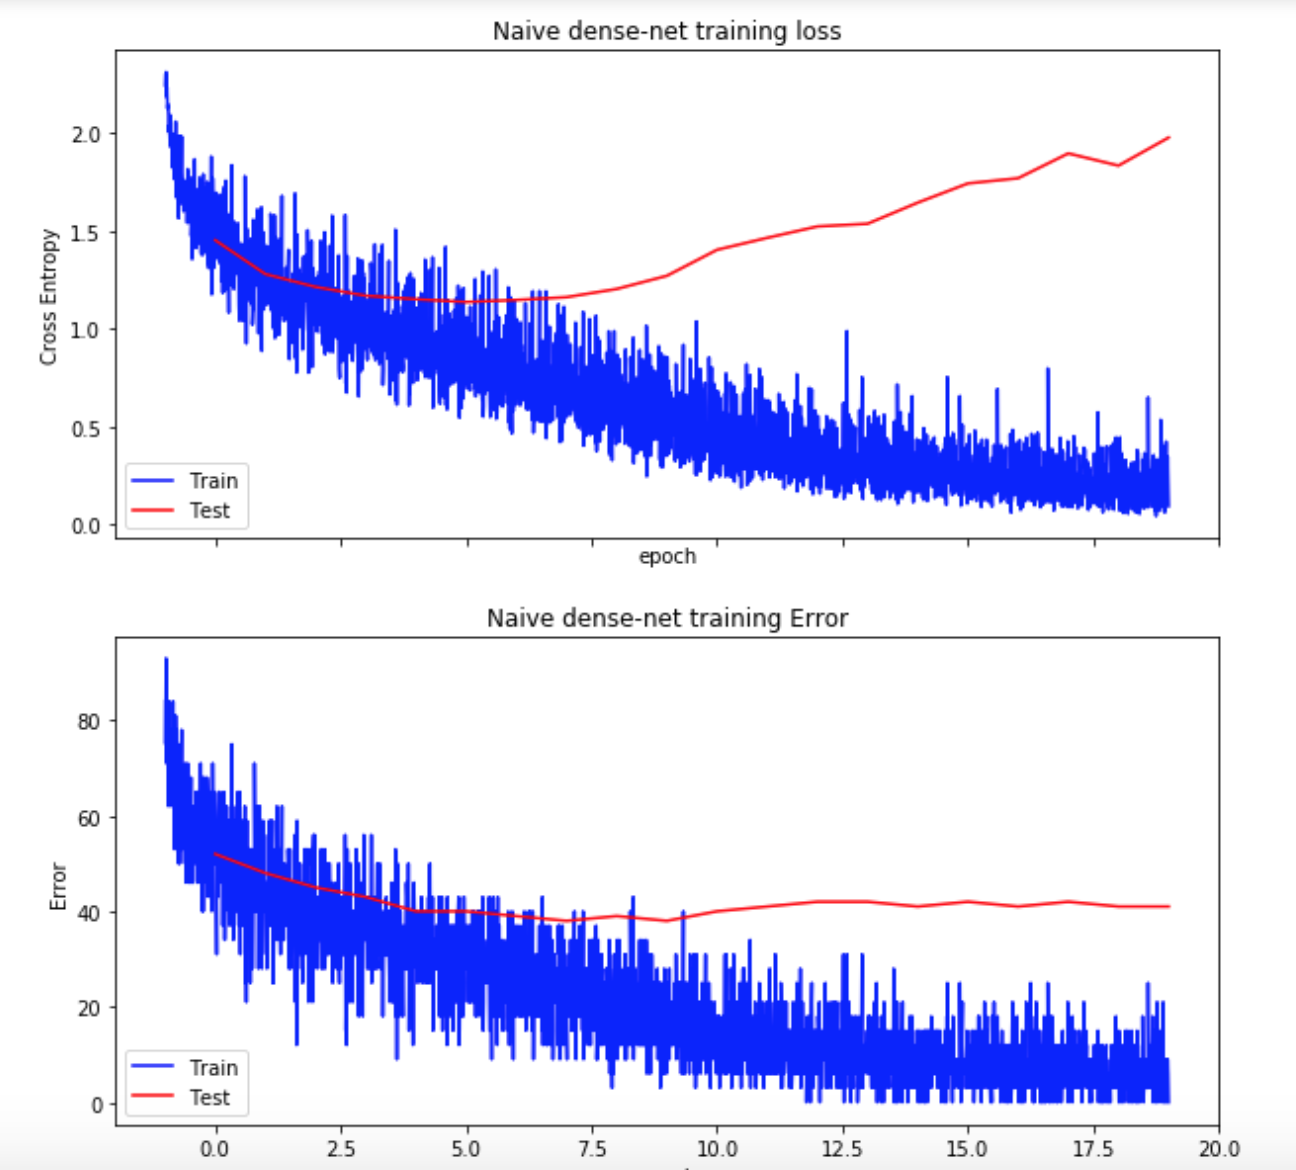 Naive dense-net training loss
Cross Entropy
2.0
1.5
1.0
0.5
0.0
Train
Test
epoch
Naive dense-net training Error
Error
80
60
40
20
0
Train
Test
0.0 2.5 5.0 7.5 10.0 12.5 15.0 17.5 20.0